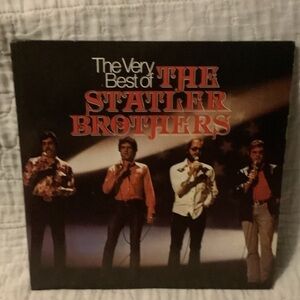 The Very
Best of THE
STATLER
BROTHERS